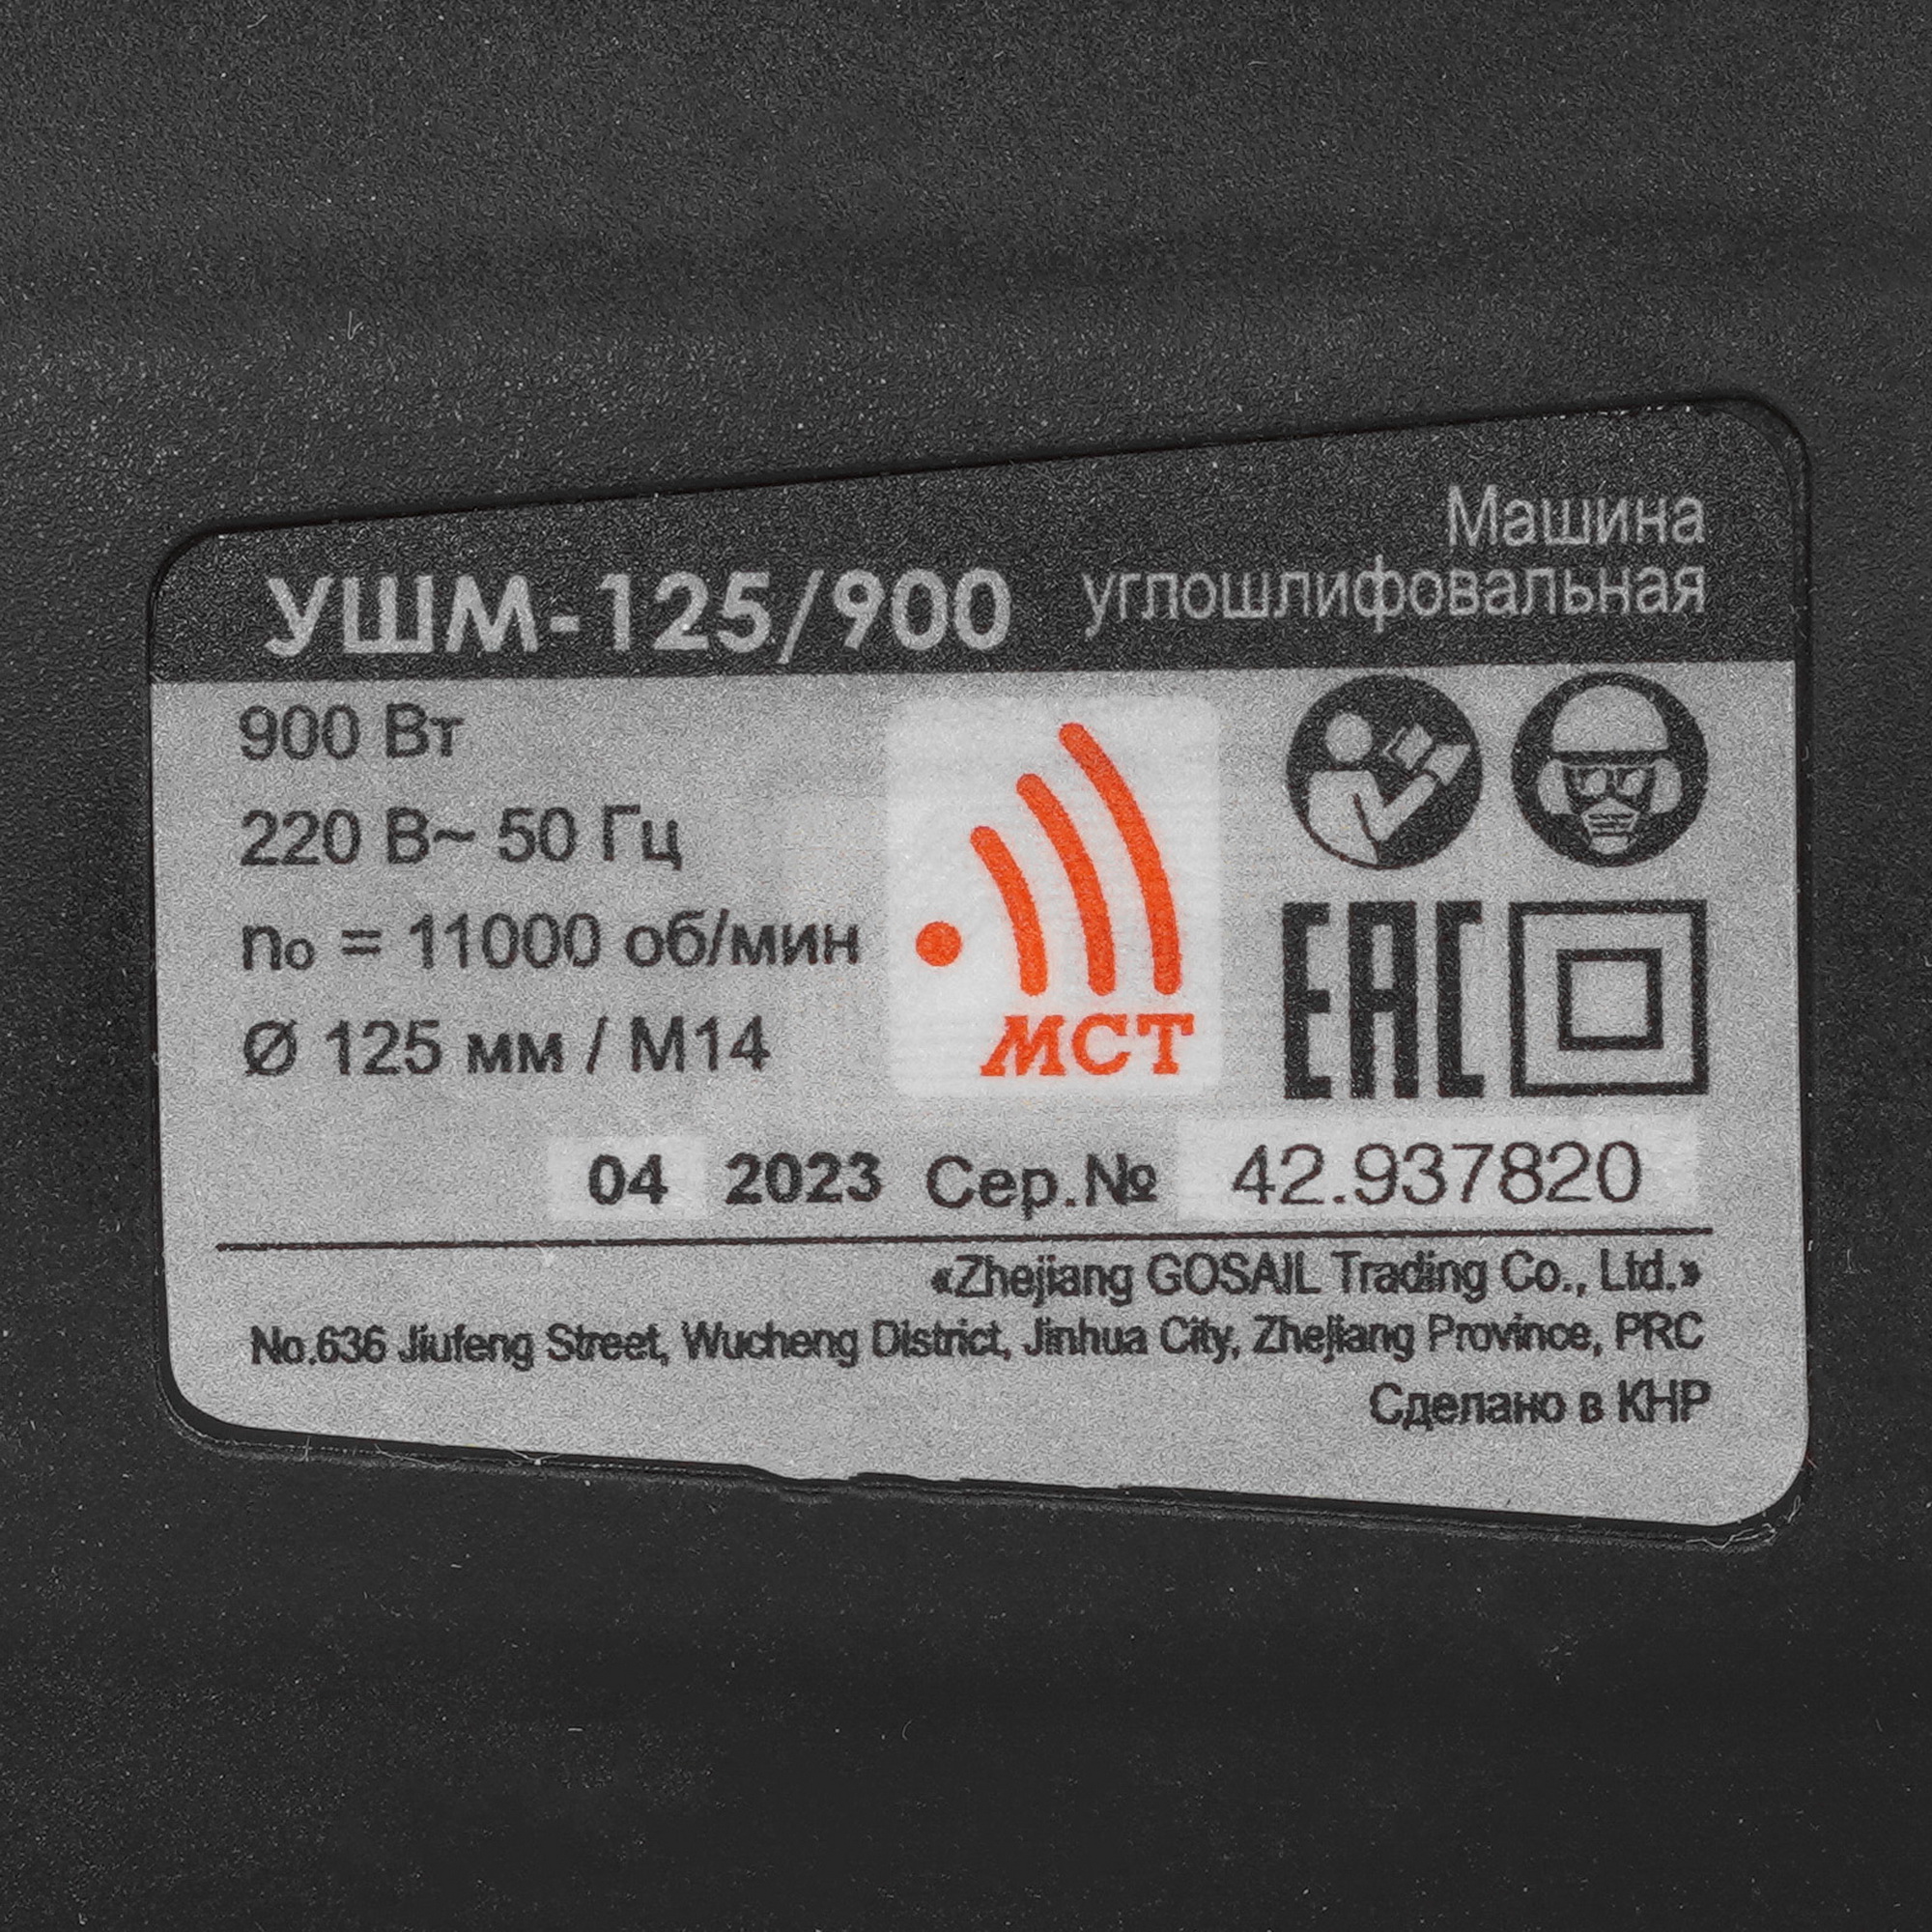 Машина
УШМ-125/900 углошлифовальная
900 Вт
220 В~ 50 Гц
n₀ = 11000 об/мин
Ø 125 мм / М14
МСТ
ЕАС
04 2023 Сер.№ 42.937820
«Zhejiang GOSAIL Trading Co., Ltd.»
No.636 Jiufeng Street, Wucheng District, Jinhua City, Zhejiang Province, PRC
Сделано в КНР